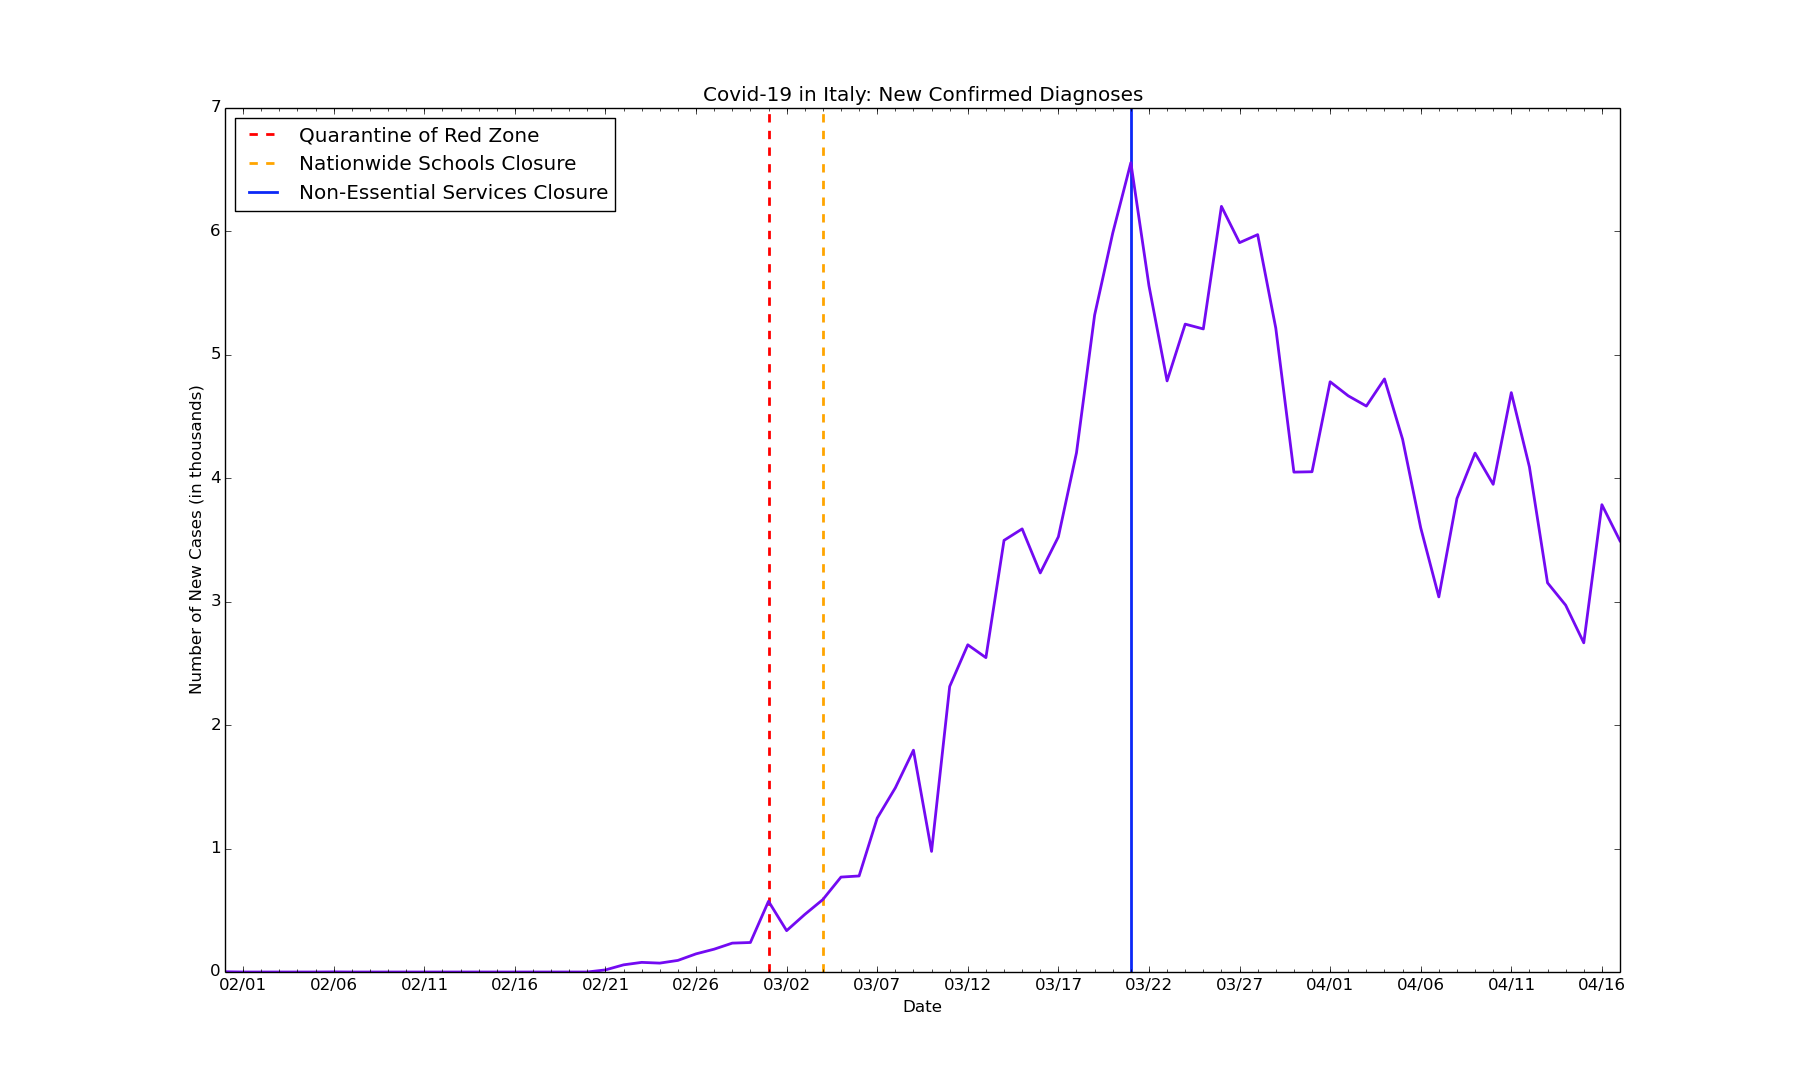 Covid-19 in Italy: New Confirmed Diagnoses
Quarantine of Red Zone
Nationwide Schools Closure
Non-Essential Services Closure
Number of New Cases (in thousands)
7
6
5
4
3
2
1
0
02/01 02/06 02/11 02/16 02/21 02/26 03/02 03/07 03/12 03/17 03/22 03/27 04/01 04/06 04/11 04/16
Date